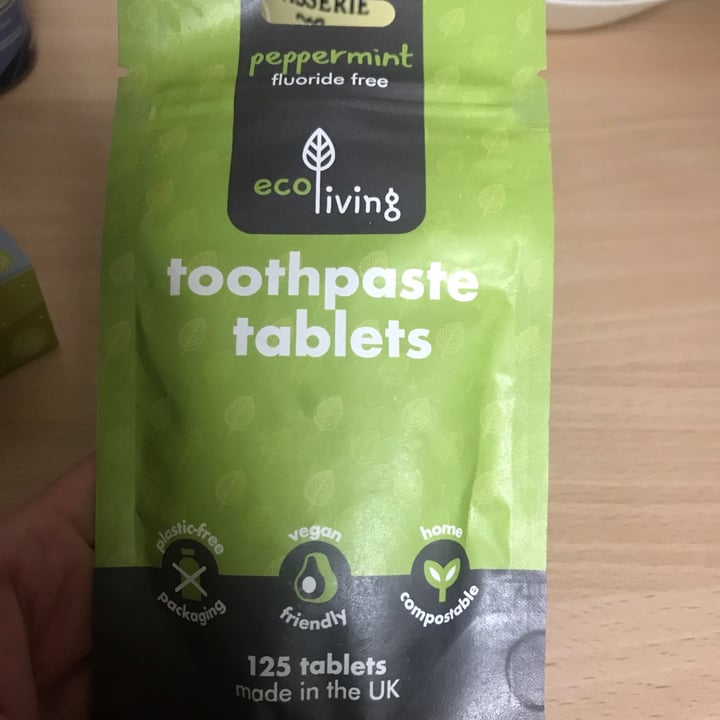 peppermint
fluoride free
eco living
toothpaste
tablets
plastic-free
packaging
vegan
friendly
home
compostable
125 tablets
made in the UK